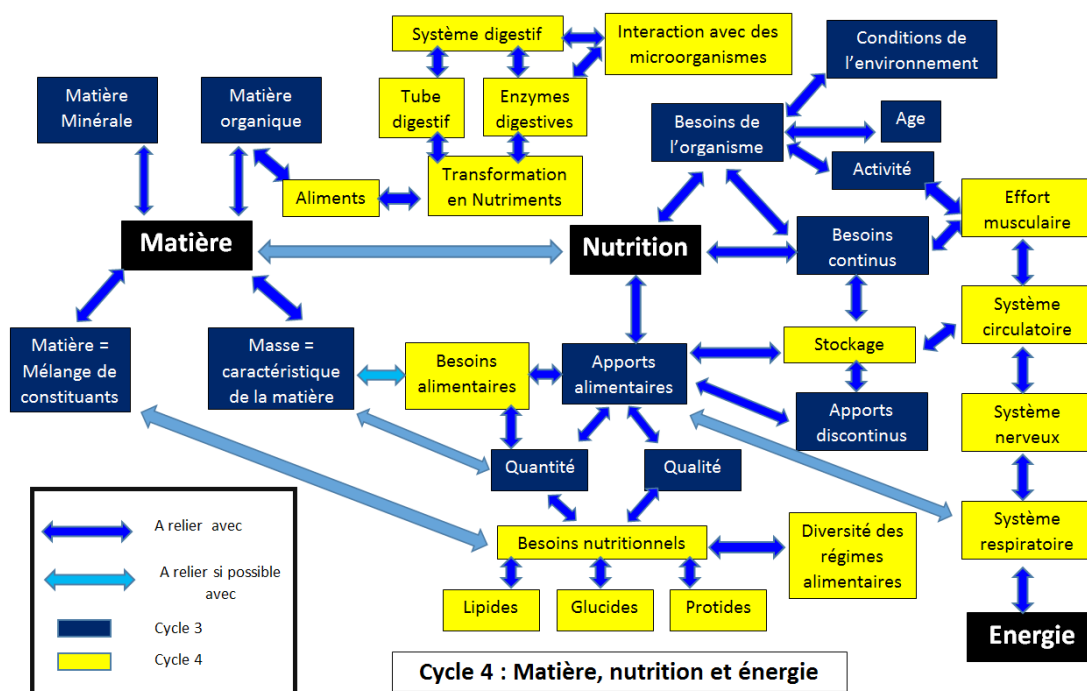 Système digestif
Interaction avec des
microorganismes
Conditions de
l'environnement
Matière
Minérale
Matière
organique
Tube
digestif
Enzymes
digestives
Besoins de
l'organisme
Age
Activité
Aliments
Transformation
en Nutriments
Effort
musculaire
Matière
Nutrition
Besoins
continus
Matière =
Mélange de
constituants
Masse =
caractéristique
de la matière
Besoins
alimentaires
Apports
alimentaires
Stockage
Système
circulatoire
Apports
discontinus
Système
nerveux
Quantité
Qualité
Besoins nutritionnels
Diversité des
régimes
alimentaires
Système
respiratoire
Lipides
Glucides
Protides
Energie
A relier avec
A relier si possible
avec
Cycle 3
Cycle 4
Cycle 4 : Matière, nutrition et énergie